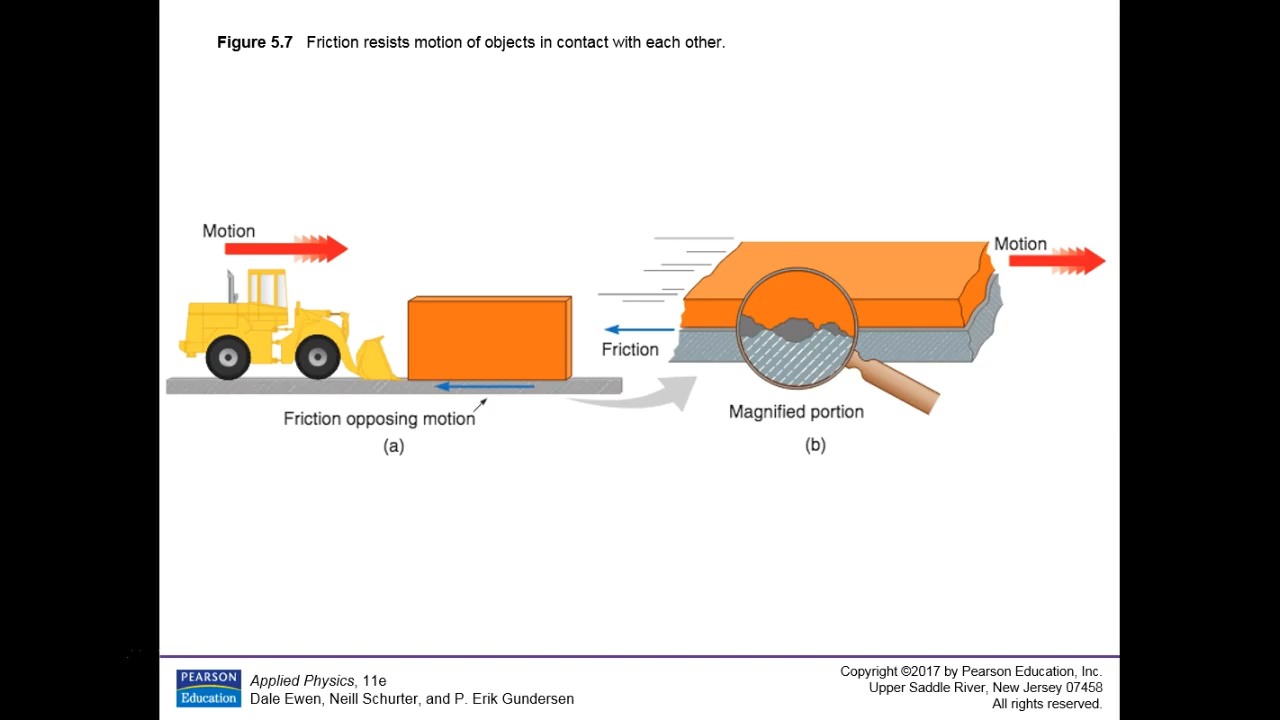 Figure 5.7 Friction resists motion of objects in contact with each other.
Motion
Friction opposing motion
(a)
Motion
Friction
Magnified portion
(b)
PEARSON
Education
Applied Physics, 11e
Dale Ewen, Neill Schurter, and P. Erik Gundersen
Copyright ©2017 by Pearson Education, Inc.
Upper Saddle River, New Jersey 07458
All rights reserved.